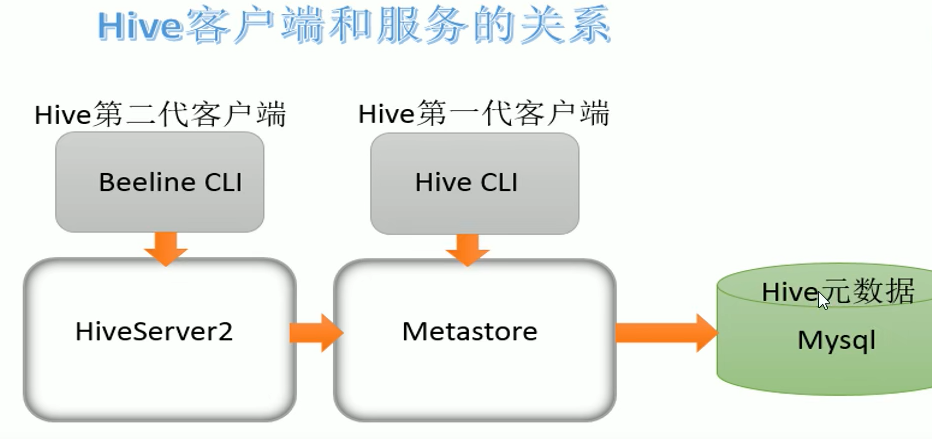 Hive客户端和服务的关系
Hive第二代客户端
Hive第一代客户端
Beeline CLI
Hive CLI
HiveServer2
Metastore
Hive元数据
Mysql